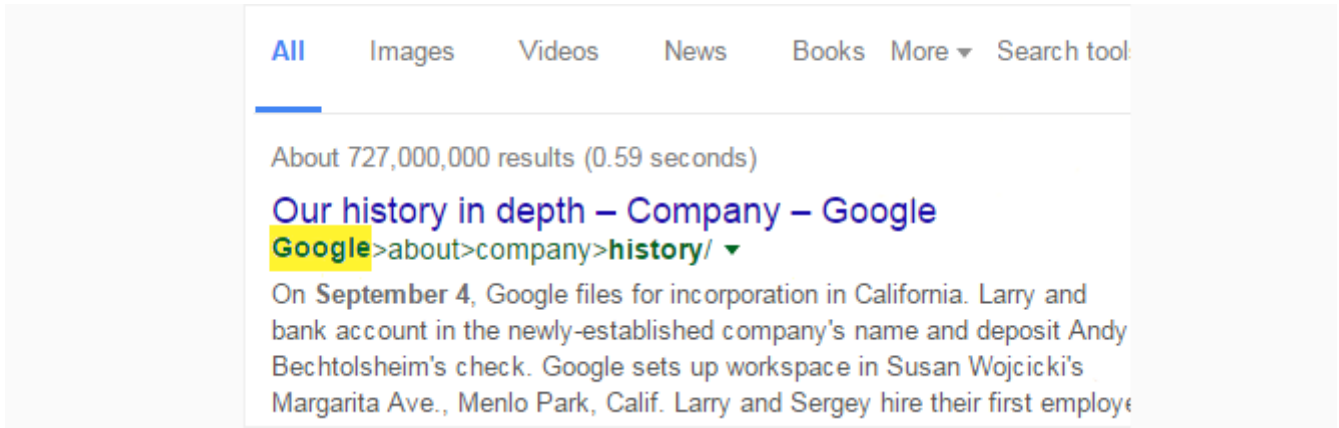 All Images Videos News Books More Search tool
About 727,000,000 results (0.59 seconds)
Our history in depth – Company – Google
Google>about>company>history/
On September 4, Google files for incorporation in California. Larry and
bank account in the newly-established company's name and deposit Andy
Bechtolsheim's check. Google sets up workspace in Susan Wojcicki's
Margarita Ave., Menlo Park, Calif. Larry and Sergey hire their first employe